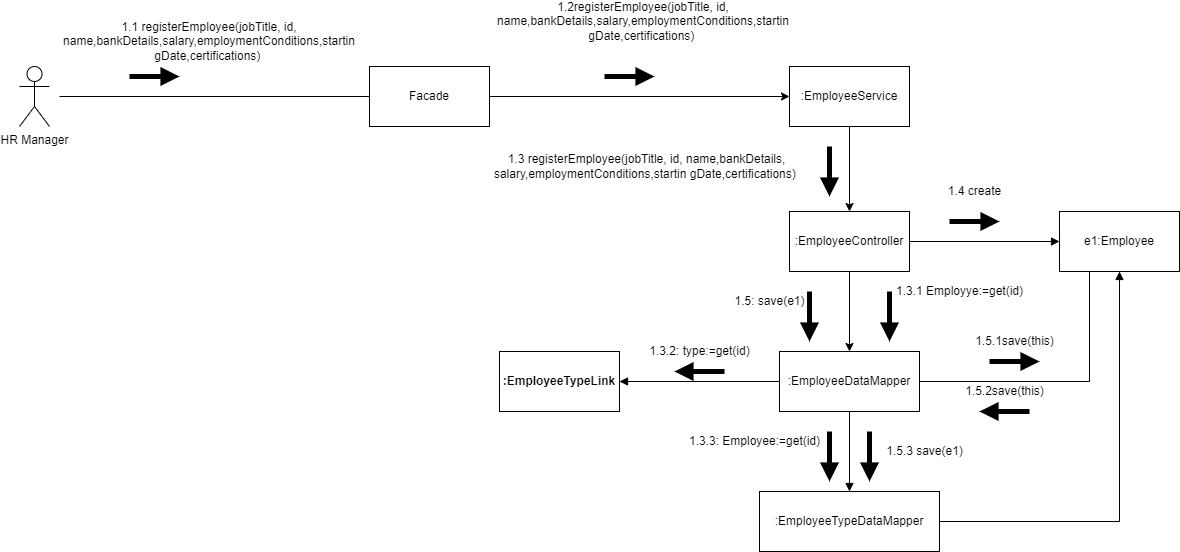 1.1 registerEmployee(jobTitle, id,
name,bankDetails,salary,employmentConditions,startin
gDate,certifications)
1.2registerEmployee(jobTitle, id,
name,bankDetails,salary,employmentConditions,startin
gDate,certifications)
HR Manager
Facade
:EmployeeService
1.3 registerEmployee(jobTitle, id, name,bankDetails,
salary,employmentConditions,startin gDate,certifications)
1.4 create
:EmployeeController
e1:Employee
1.5: save(e1)
1.3.1 Employye:=get(id)
1.3.2: type:=get(id)
1.5.1save(this)
:EmployeeTypeLink
:EmployeeDataMapper
1.5.2save(this)
1.3.3: Employee:=get(id)
1.5.3 save(e1)
:EmployeeTypeDataMapper